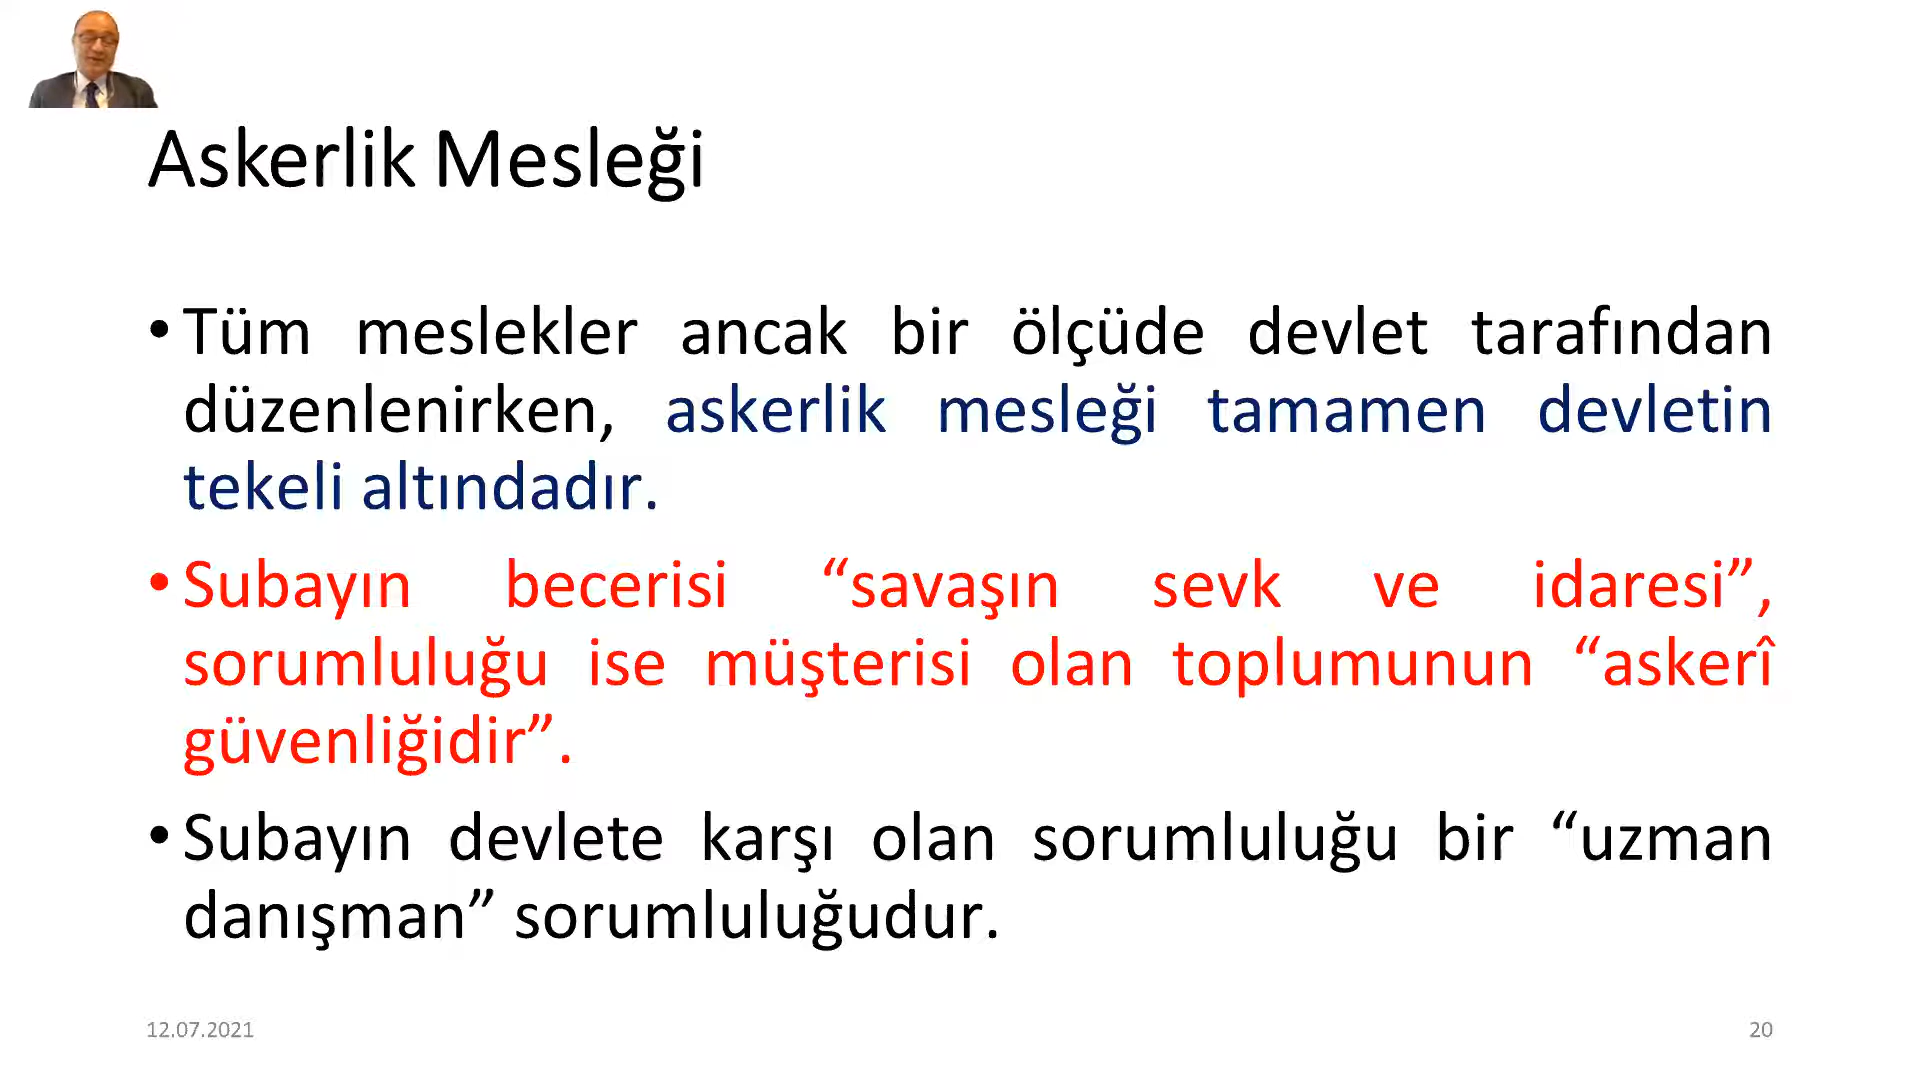 Askerlik Mesleği
• Tüm meslekler ancak bir ölçüde devlet tarafından
düzenlenirken, askerlik mesleği tamamen devletin
tekeli altındadır.
• Subayın becerisi “savaşın sevk ve idaresi”,
sorumluluğu ise müşterisi olan toplumunun “askerî
güvenliğidir”.
• Subayın devlete karşı olan sorumluluğu bir “uzman
danışman” sorumluluğudur.
12.07.2021
20